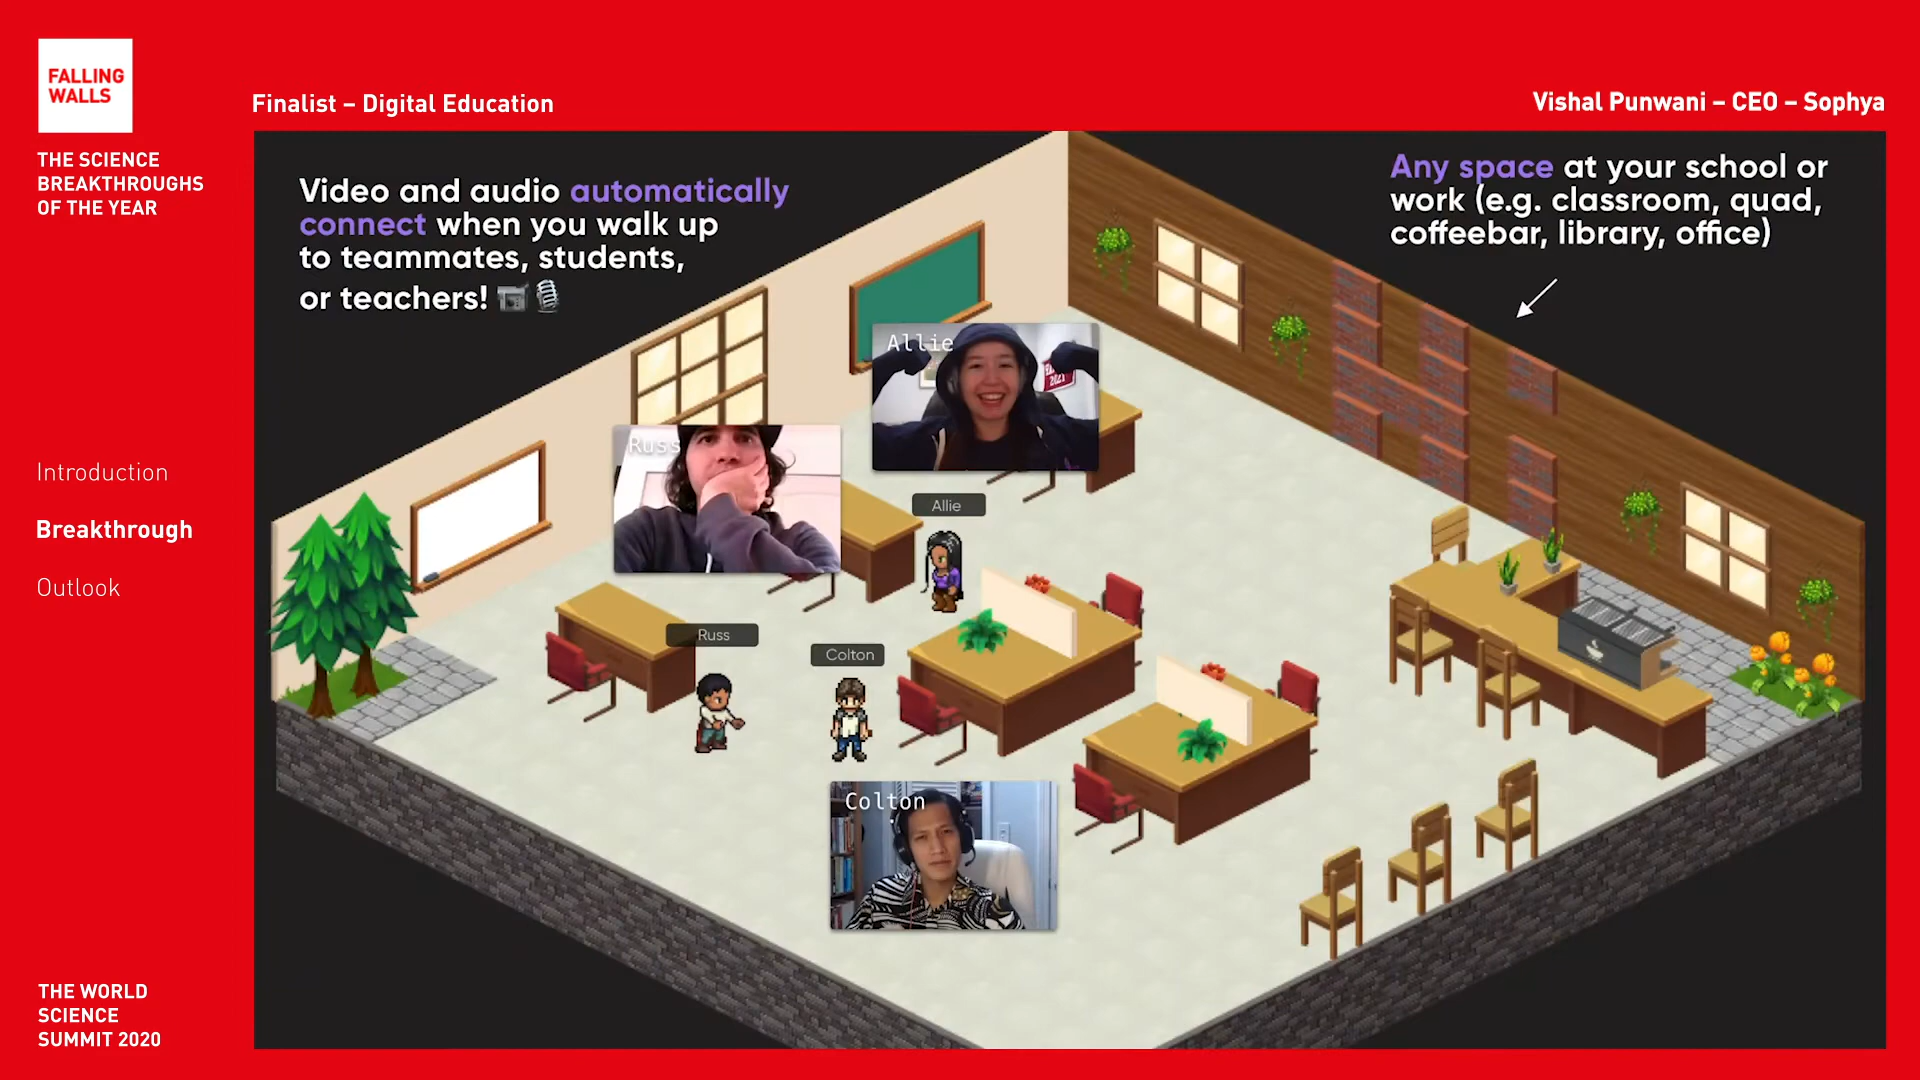 FALLING
WALLS
THE SCIENCE
BREAKTHROUGHS
OF THE YEAR
Finalist – Digital Education
Vishal Punwani – CEO – Sophya
Video and audio automatically
connect when you walk up
to teammates, students,
or teachers!
Any space at your school or
work (e.g. classroom, quad,
coffeebar, library, office)
Allie
2021
Russ
Allie
Russ
Colton
Colton
Introduction
Breakthrough
Outlook
THE WORLD
SCIENCE
SUMMIT 2020